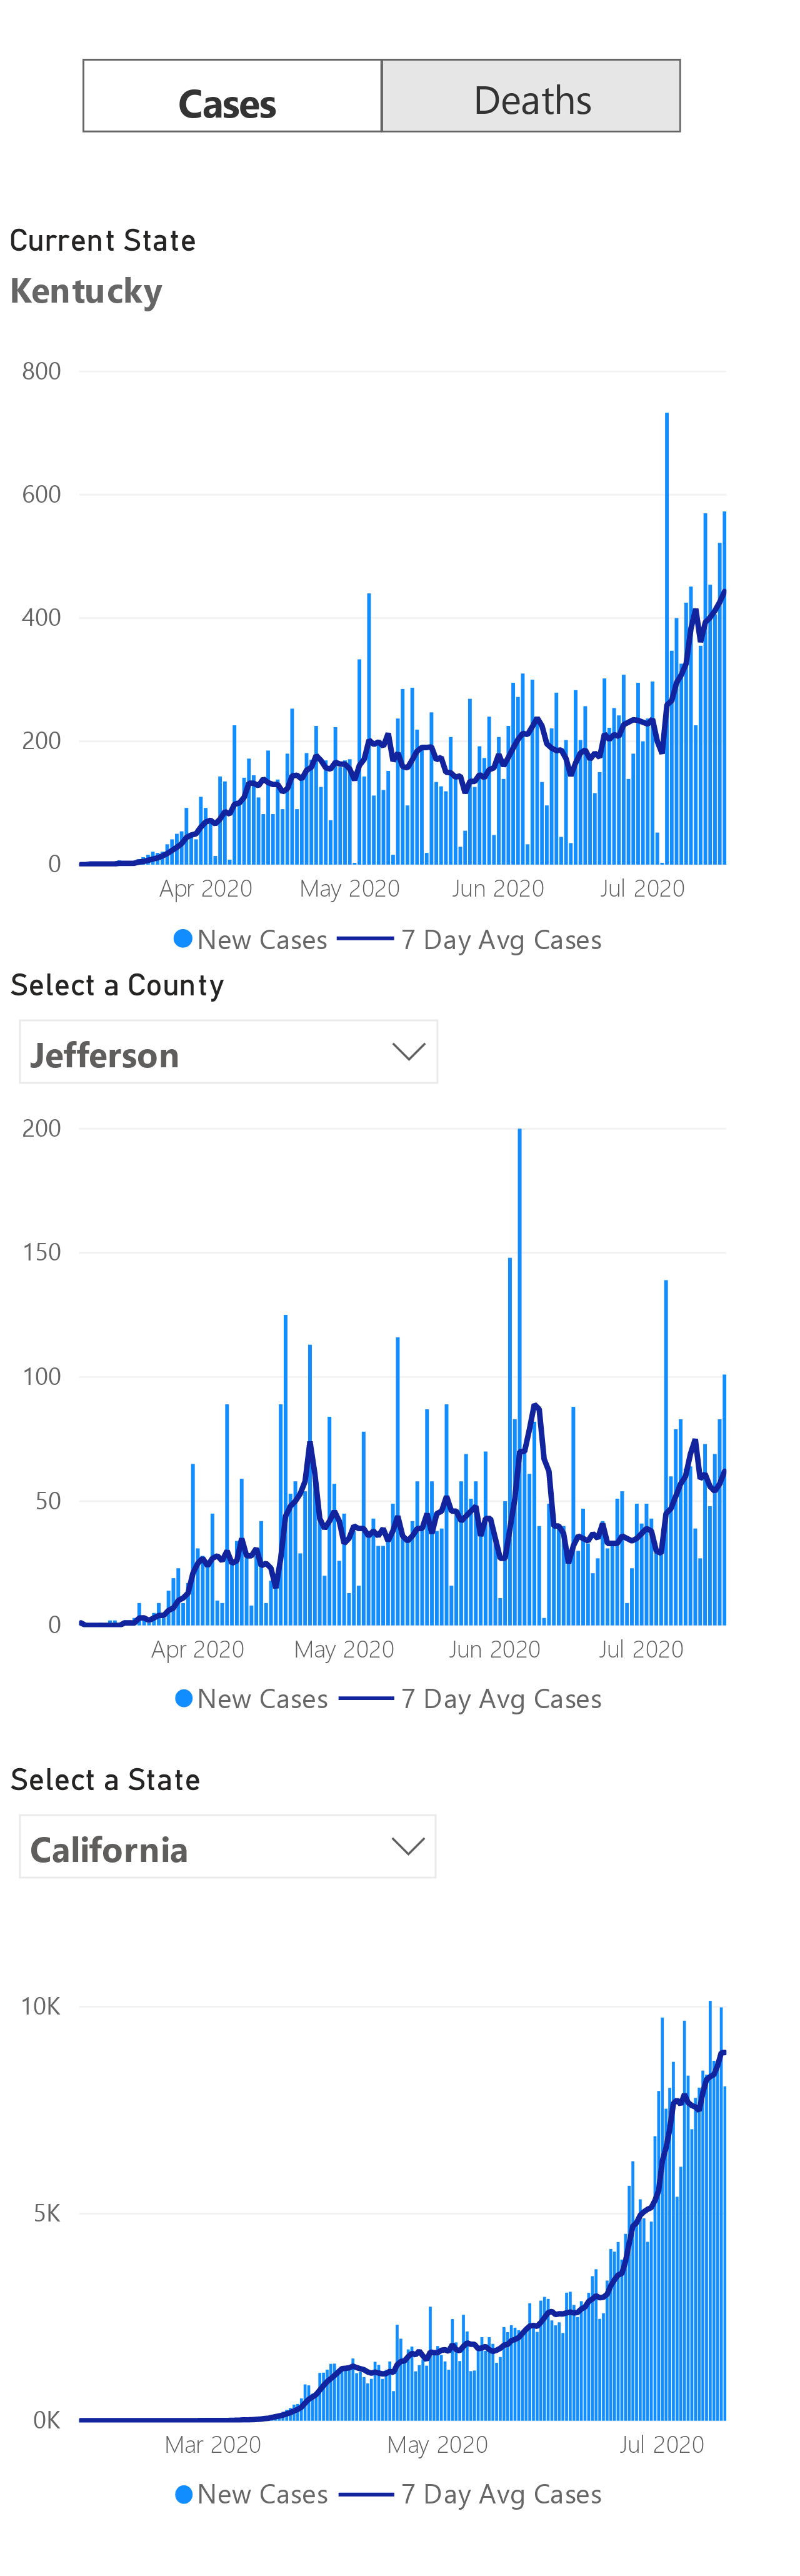 Cases Deaths
Current State
Kentucky
800
600
400
200
0
Apr 2020 May 2020 Jun 2020 Jul 2020
New Cases 7 Day Avg Cases
Select a County
Jefferson
200
150
100
50
0
Apr 2020 May 2020 Jun 2020 Jul 2020
New Cases 7 Day Avg Cases
Select a State
California
10K
5K
0K
Mar 2020 May 2020 Jul 2020
New Cases 7 Day Avg Cases